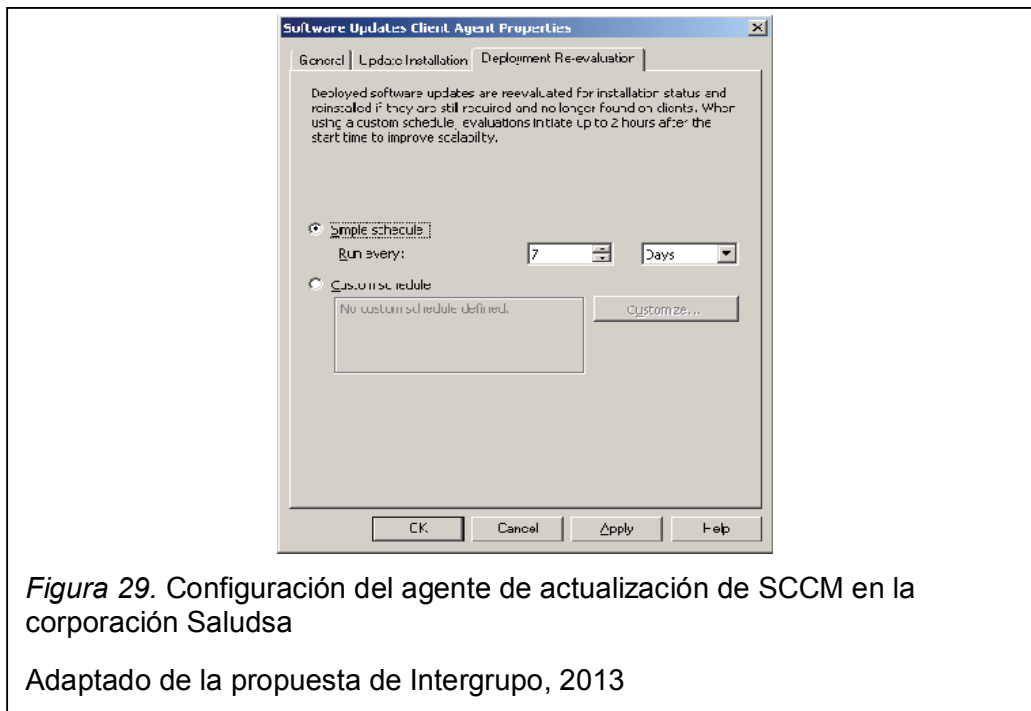 Software Updates Client Agent Properties
General Update Installation Deployment Re-evaluation
Deployed software updates are reevaluated for installation status and
reinstalled if they are still required and no longer found on clients. When
using a custom schedule, evaluations initiate up to 2 hours after the
start time to improve scalability.
Simple schedule
Run every: 7 Days
Custom schedule
No custom schedule defined. Customize...
OK Cancel Apply Help
Figura 29. Configuración del agente de actualización de SCCM en la
corporación Saludsa
Adaptado de la propuesta de Intergrupo, 2013